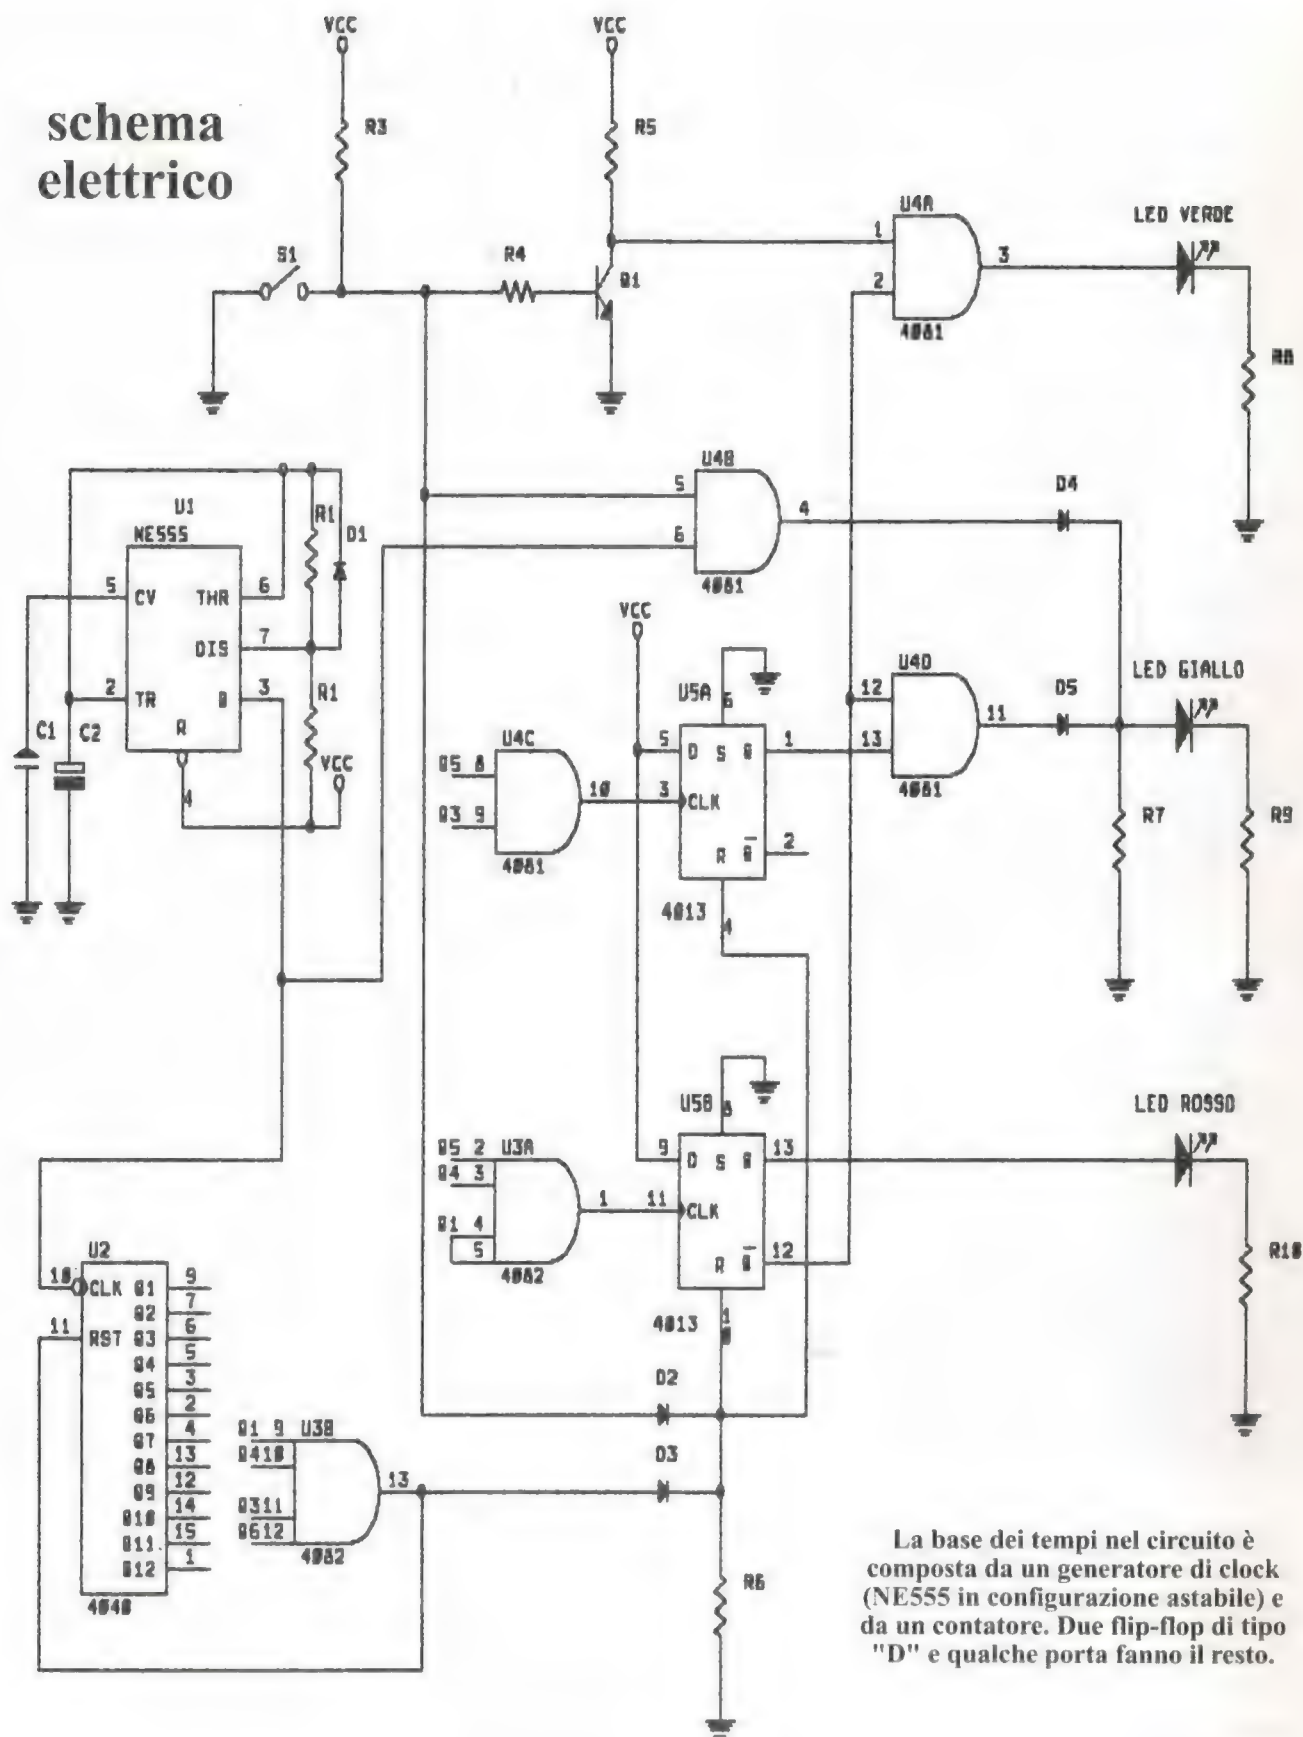 schema
elettrico
VCC
VCC
R3
R5
S1
R4
Q1
U4A
1
2
3
4081
LED VERDE
R8
U1
NE555
R1
D1
5
CV
THR
6
DIS
7
2
TR
Q
3
R
4
R1
VCC
C1
C2
U4B
5
6
4
4081
D4
VCC
U5A
6
5
D
S
Q
1
3
CLK
R
Q
2
4013
4
U4C
Q5 8
Q3 9
10
4081
U4D
12
13
11
4081
D5
LED GIALLO
R7
R9
U5B
8
9
D
S
Q
13
11
CLK
R
Q
12
4013
10
U3A
Q5 2
Q4 3
Q1 4
5
1
4082
LED ROSSO
R10
U2
10
CLK
11
RST
Q1 9
Q2 7
Q3 6
Q4 5
Q5 3
Q6 2
Q7 4
Q8 13
Q9 12
Q10 14
Q11 15
Q12 1
4040
U3B
Q1 9
Q4 10
Q3 11
Q6 12
13
4082
D2
D3
R6
La base dei tempi nel circuito è
composta da un generatore di clock
(NE555 in configurazione astabile) e
da un contatore. Due flip-flop di tipo
"D" e qualche porta fanno il resto.